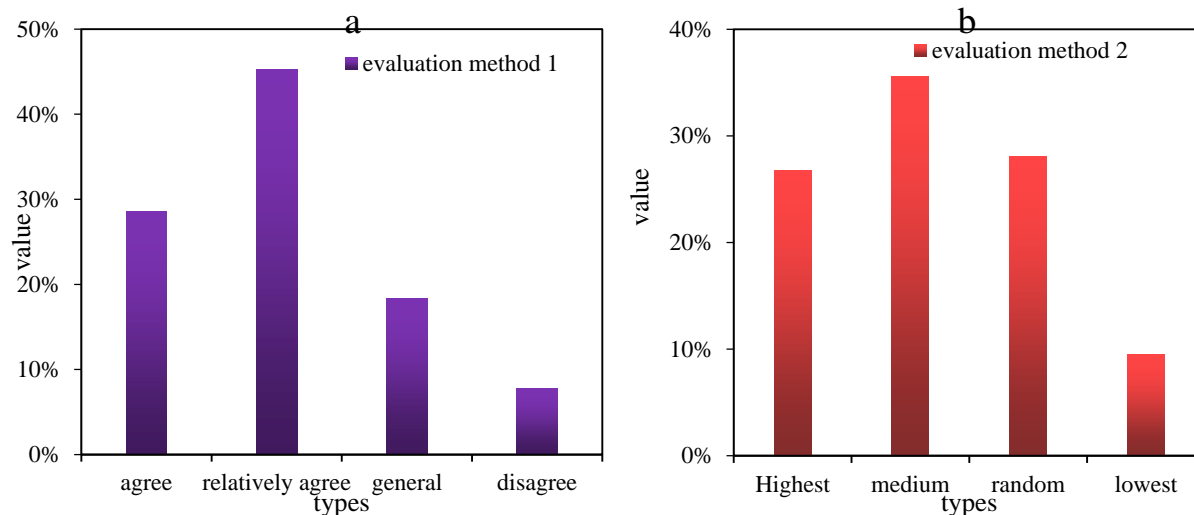 a
50%
40%
30%
20%
10%
0%
value
evaluation method 1
agree relatively agree general disagree
types
b
40%
30%
20%
10%
0%
value
evaluation method 2
Highest medium random lowest
types